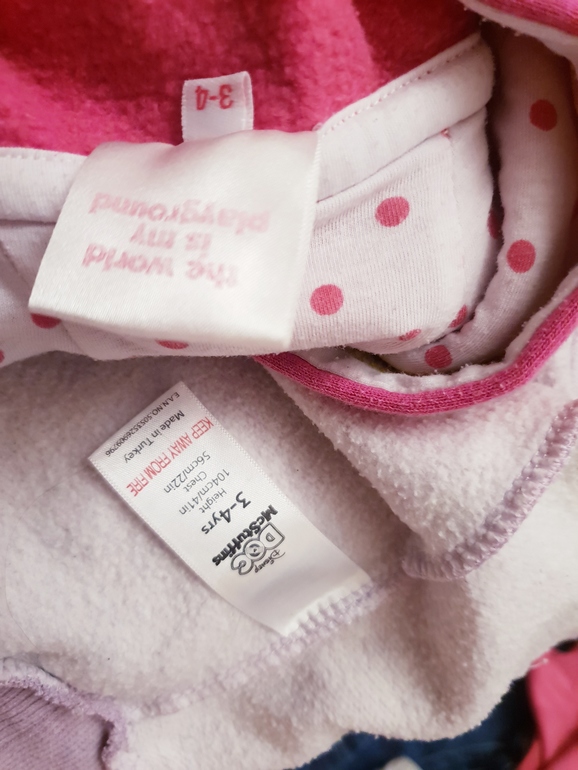 3-4
the world
is my
playground
Disney
DOC
McStuffins
3-4yrs
Height
104cm/41in
Chest
56cm/22in
KEEP AWAY FROM FIRE
Made in Turkey